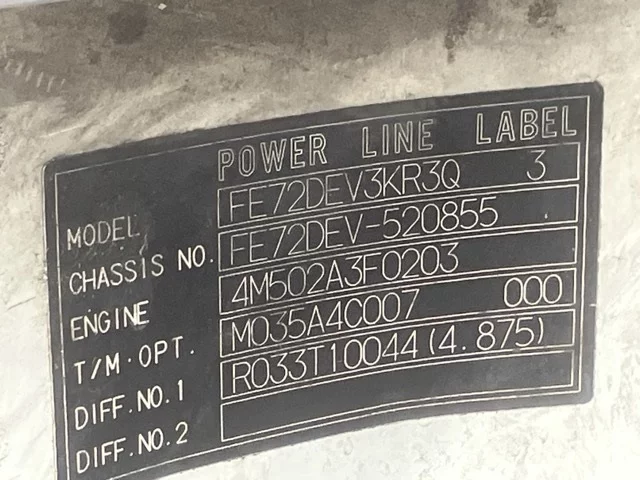 POWER LINE LABEL
MODEL FE72DEV3KR3Q 3
CHASSIS NO. FE72DEV-520855
ENGINE 4M502A3F0203
T/M·OPT. M035A4C007 000
DIFF.NO.1 R033T10044(4.875)
DIFF.NO.2